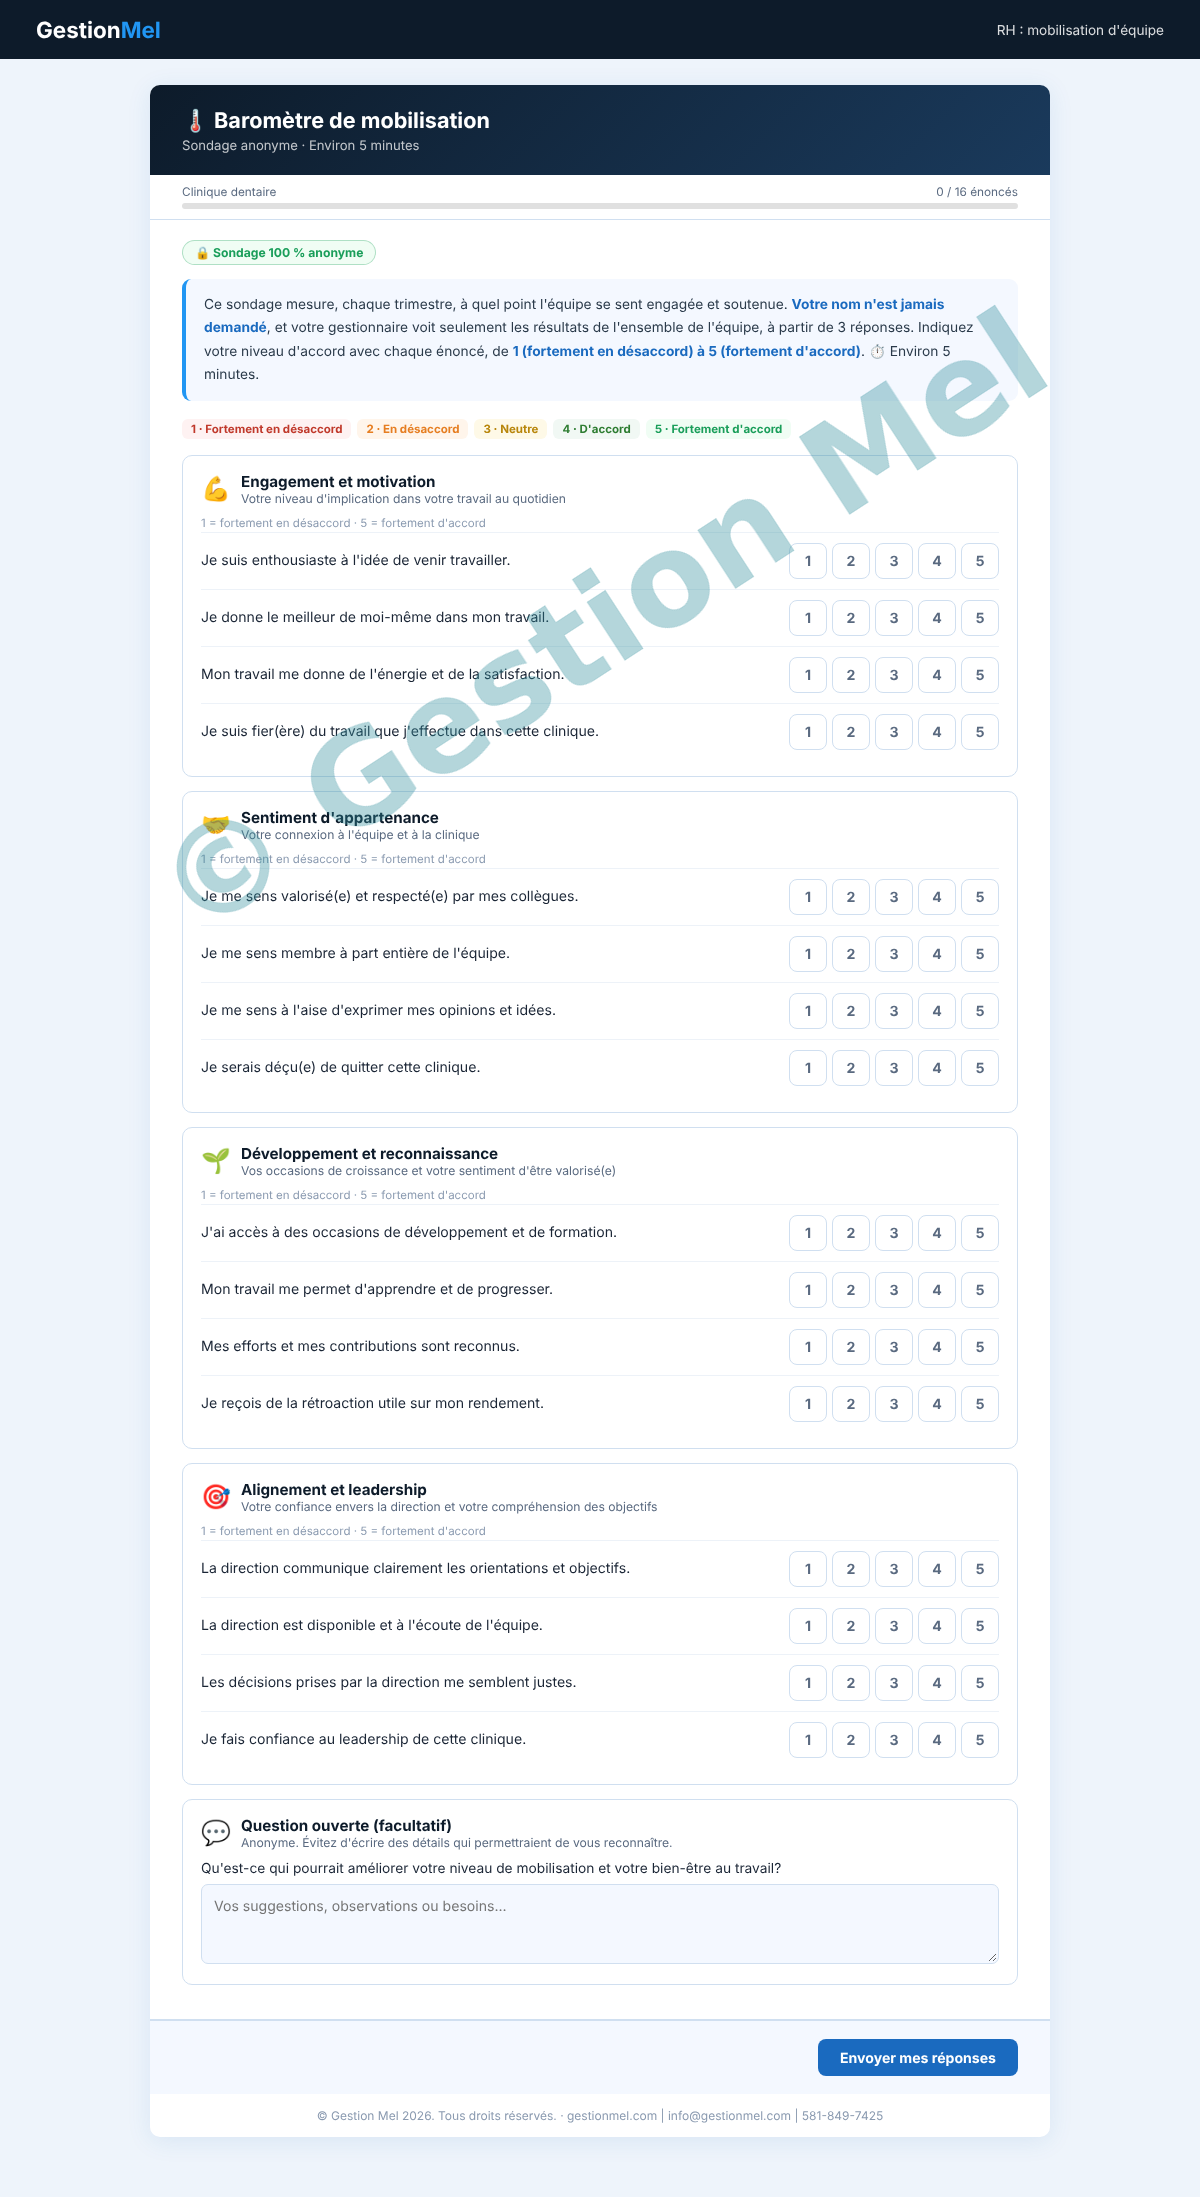 GestionMel
RH : mobilisation d'équipe
🌡️ Baromètre de mobilisation
Sondage anonyme · Environ 5 minutes
Clinique dentaire
0 / 16 énoncés
🔒 Sondage 100 % anonyme
Ce sondage mesure, chaque trimestre, à quel point l'équipe se sent engagée et soutenue. Votre nom n'est jamais
demandé, et votre gestionnaire voit seulement les résultats de l'ensemble de l'équipe, à partir de 3 réponses. Indiquez
votre niveau d'accord avec chaque énoncé, de 1 (fortement en désaccord) à 5 (fortement d'accord). ⏱️ Environ 5
minutes.
1 · Fortement en désaccord 2 · En désaccord 3 · Neutre 4 · D'accord 5 · Fortement d'accord
💪 Engagement et motivation
Votre niveau d'implication dans votre travail au quotidien
1 = fortement en désaccord · 5 = fortement d'accord
Je suis enthousiaste à l'idée de venir travailler. 1 2 3 4 5
Je donne le meilleur de moi-même dans mon travail. 1 2 3 4 5
Mon travail me donne de l'énergie et de la satisfaction. 1 2 3 4 5
Je suis fier(ère) du travail que j'effectue dans cette clinique. 1 2 3 4 5
🤝 Sentiment d'appartenance
Votre connexion à l'équipe et à la clinique
1 = fortement en désaccord · 5 = fortement d'accord
Je me sens valorisé(e) et respecté(e) par mes collègues. 1 2 3 4 5
Je me sens membre à part entière de l'équipe. 1 2 3 4 5
Je me sens à l'aise d'exprimer mes opinions et idées. 1 2 3 4 5
Je serais déçu(e) de quitter cette clinique. 1 2 3 4 5
🌱 Développement et reconnaissance
Vos occasions de croissance et votre sentiment d'être valorisé(e)
1 = fortement en désaccord · 5 = fortement d'accord
J'ai accès à des occasions de développement et de formation. 1 2 3 4 5
Mon travail me permet d'apprendre et de progresser. 1 2 3 4 5
Mes efforts et mes contributions sont reconnus. 1 2 3 4 5
Je reçois de la rétroaction utile sur mon rendement. 1 2 3 4 5
🎯 Alignement et leadership
Votre confiance envers la direction et votre compréhension des objectifs
1 = fortement en désaccord · 5 = fortement d'accord
La direction communique clairement les orientations et objectifs. 1 2 3 4 5
La direction est disponible et à l'écoute de l'équipe. 1 2 3 4 5
Les décisions prises par la direction me semblent justes. 1 2 3 4 5
Je fais confiance au leadership de cette clinique. 1 2 3 4 5
💬 Question ouverte (facultatif)
Anonyme. Évitez d'écrire des détails qui permettraient de vous reconnaître.
Qu'est-ce qui pourrait améliorer votre niveau de mobilisation et votre bien-être au travail?
Vos suggestions, observations ou besoins...
Envoyer mes réponses
© Gestion Mel 2026. Tous droits réservés. · gestionmel.com | info@gestionmel.com | 581-849-7425
© Gestion Mel